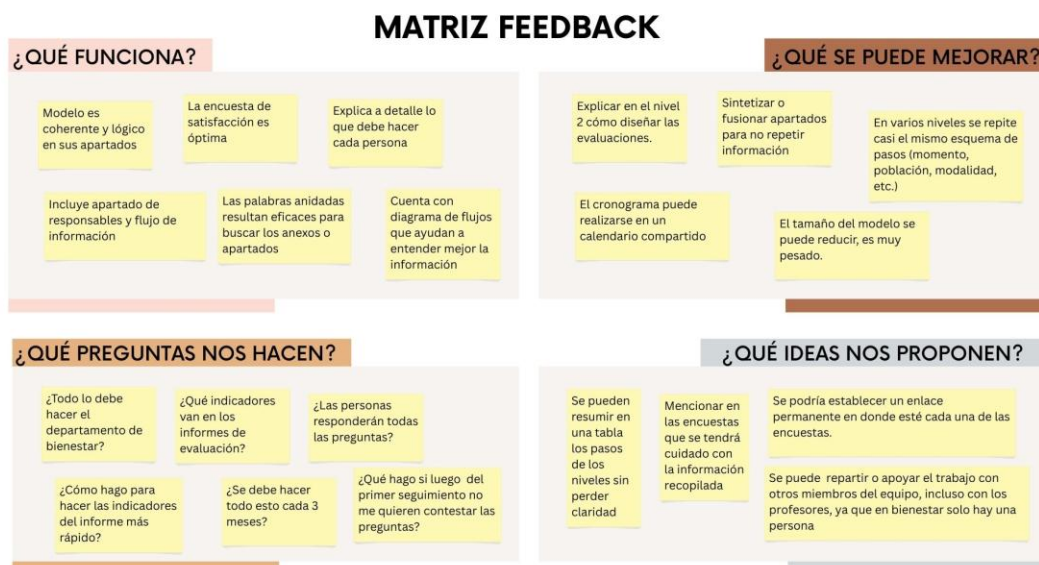 MATRIZ FEEDBACK
¿QUÉ FUNCIONA?
Modelo es
coherente y lógico
en sus apartados
La encuesta de
satisfacción es
óptima
Explica a detalle lo
que debe hacer
cada persona
Incluye apartado de
responsables y flujo de
información
Las palabras anidadas
resultan eficaces para
buscar los anexos o
apartados
Cuenta con
diagrama de flujos
que ayudan a
entender mejor la
información
¿QUÉ SE PUEDE MEJORAR?
Explicar en el nivel
2 cómo diseñar las
evaluaciones.
Sintetizar o
fusionar apartados
para no repetir
información
En varios niveles se repite
casi el mismo esquema de
pasos (momento,
población, modalidad,
etc.)
El cronograma puede
realizarse en un
calendario compartido
El tamaño del modelo se
puede reducir, es muy
pesado.
¿QUÉ PREGUNTAS NOS HACEN?
¿Todo lo debe
hacer el
departamento de
bienestar?
¿Qué indicadores
van en los
informes de
evaluación?
¿Las personas
responderán todas
las preguntas?
¿Cómo hago para
hacer las indicadores
del informe más
rápido?
¿Se debe hacer
todo esto cada 3
meses?
¿Qué hago si luego del
primer seguimiento no
me quieren contestar las
preguntas?
¿QUÉ IDEAS NOS PROPONEN?
Se pueden
resumir en
una tabla
los pasos
de los
niveles sin
perder
claridad
Mencionar en
las encuestas
que se tendrá
cuidado con
la información
recopilada
Se podría establecer un enlace
permanente en donde esté cada una de las
encuestas.
Se puede repartir o apoyar el trabajo con
otros miembros del equipo, incluso con los
profesores, ya que en bienestar solo hay una
persona